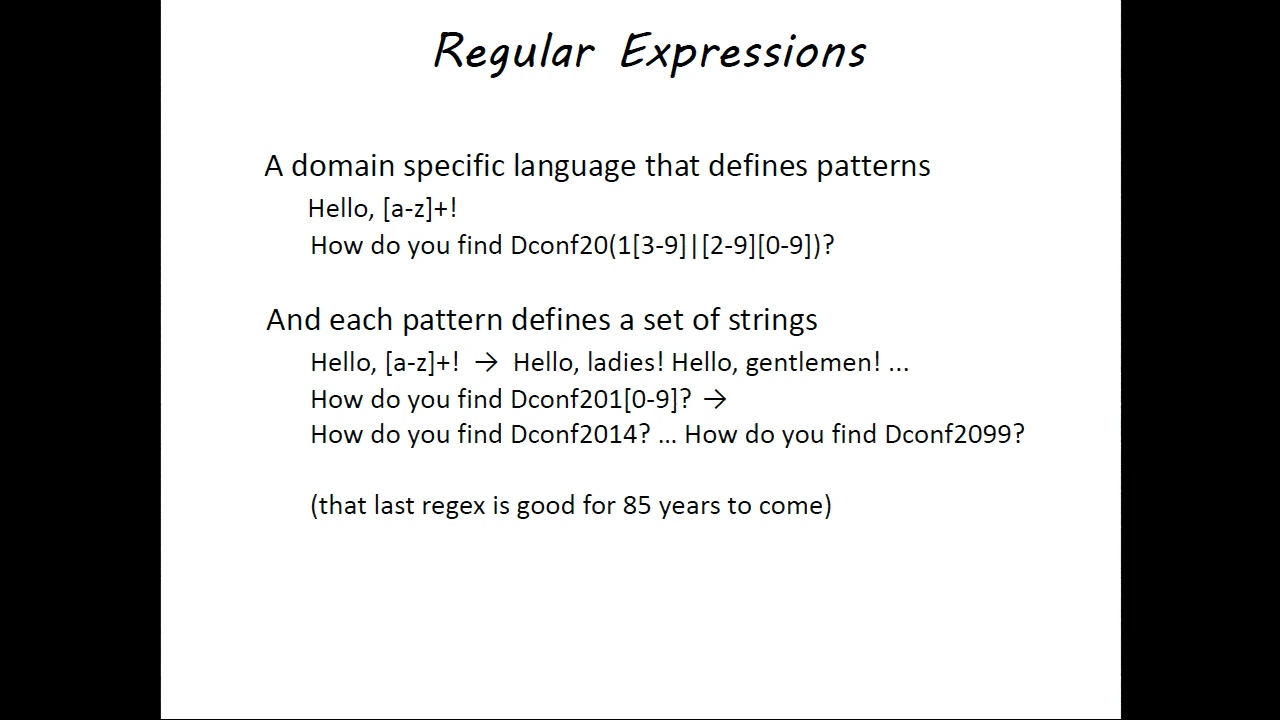 Regular Expressions
A domain specific language that defines patterns
Hello, [a-z]+!
How do you find Dconf20(1[3-9]|[2-9][0-9])?
And each pattern defines a set of strings
Hello, [a-z]+! → Hello, ladies! Hello, gentlemen! ...
How do you find Dconf201[0-9]? →
How do you find Dconf2014? ... How do you find Dconf2099?
(that last regex is good for 85 years to come)